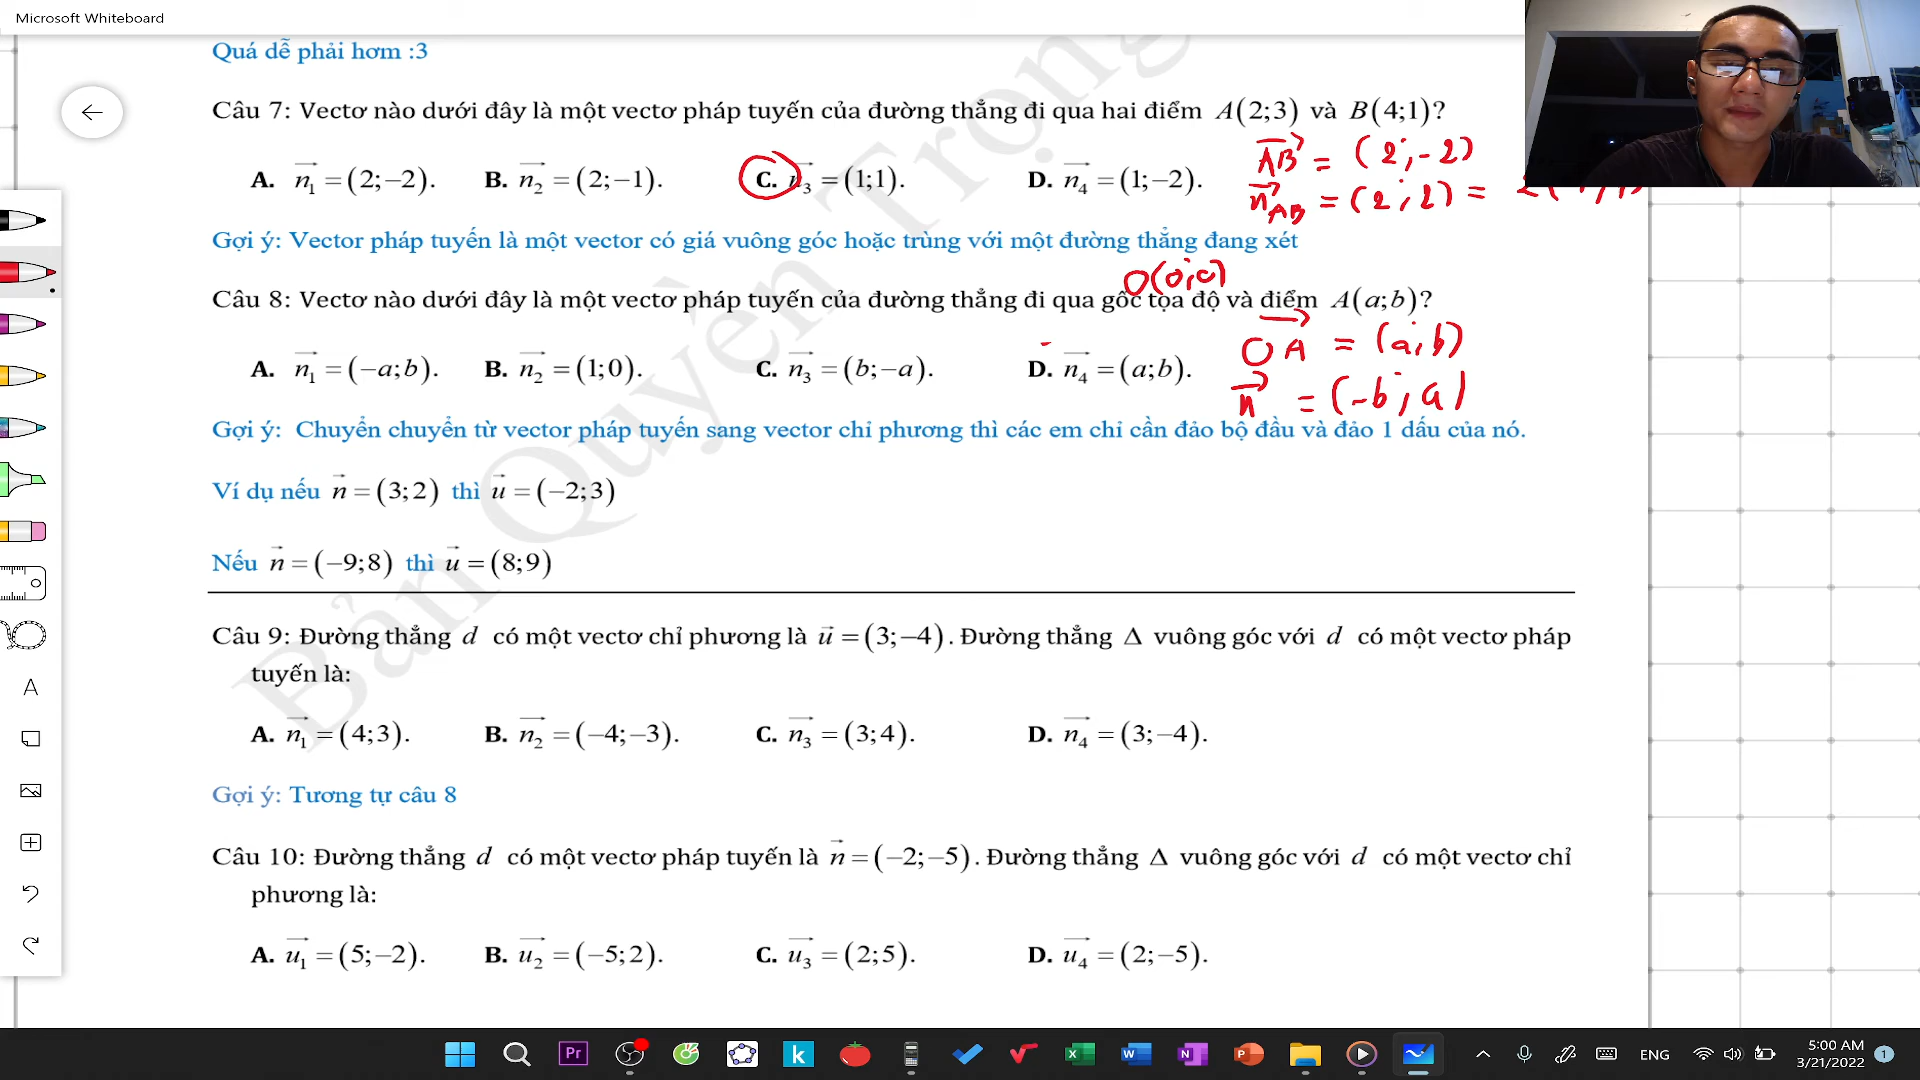 Microsoft Whiteboard
Quá dễ phải hơm :3
Câu 7: Vectơ nào dưới đây là một vectơ pháp tuyến của đường thẳng đi qua hai điểm A(2;3) và B(4;1)?
AB = (2;-2)
A. n₁ = (2;−2). B. n₂ = (2;−1). C. n₃ = (1;1). D. n₄ = (1;−2).
n AB = (2;2) =
Gợi ý: Vector pháp tuyến là một vector có giá vuông góc hoặc trùng với một đường thẳng đang xét
O(0;0)
Câu 8: Vectơ nào dưới đây là một vectơ pháp tuyến của đường thẳng đi qua gốc tọa độ và điểm A(a;b)?
OA = (a;b)
A. n₁ = (−a;b). B. n₂ = (1;0). C. n₃ = (b;−a). D. n₄ = (a;b).
n = (-b;a)
Gợi ý: Chuyển chuyển từ vector pháp tuyến sang vector chỉ phương thì các em chỉ cần đảo bộ đầu và đảo 1 dấu của nó.
Ví dụ nếu n = (3;2) thì u = (−2;3)
Nếu n = (−9;8) thì u = (8;9)
Câu 9: Đường thẳng d có một vectơ chỉ phương là u = (3;−4). Đường thẳng Δ vuông góc với d có một vectơ pháp
tuyến là:
A. n₁ = (4;3). B. n₂ = (−4;−3). C. n₃ = (3;4). D. n₄ = (3;−4).
Gợi ý: Tương tự câu 8
Câu 10: Đường thẳng d có một vectơ pháp tuyến là n = (−2;−5). Đường thẳng Δ vuông góc với d có một vectơ chỉ
phương là:
A. u₁ = (5;−2). B. u₂ = (−5;2). C. u₃ = (2;5). D. u₄ = (2;−5).
Bản Quyền Trọng
ENG
5:00 AM
3/21/2022
1